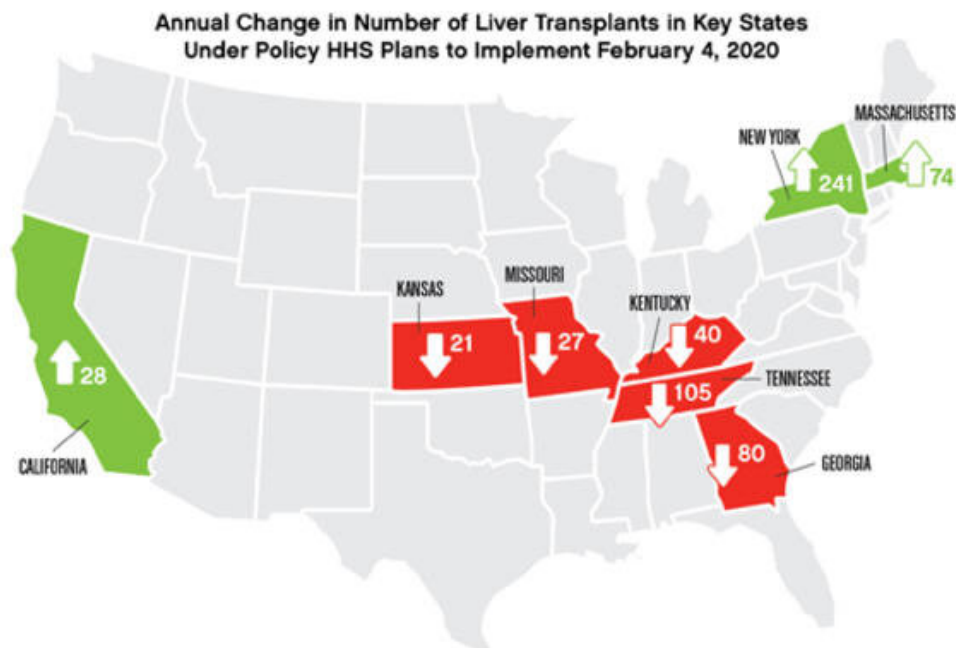 Annual Change in Number of Liver Transplants in Key States
Under Policy HHS Plans to Implement February 4, 2020
MASSACHUSETTS
NEW YORK
241
74
MISSOURI
KANSAS
KENTUCKY
21
27
40
28
105
TENNESSEE
80
CALIFORNIA
GEORGIA